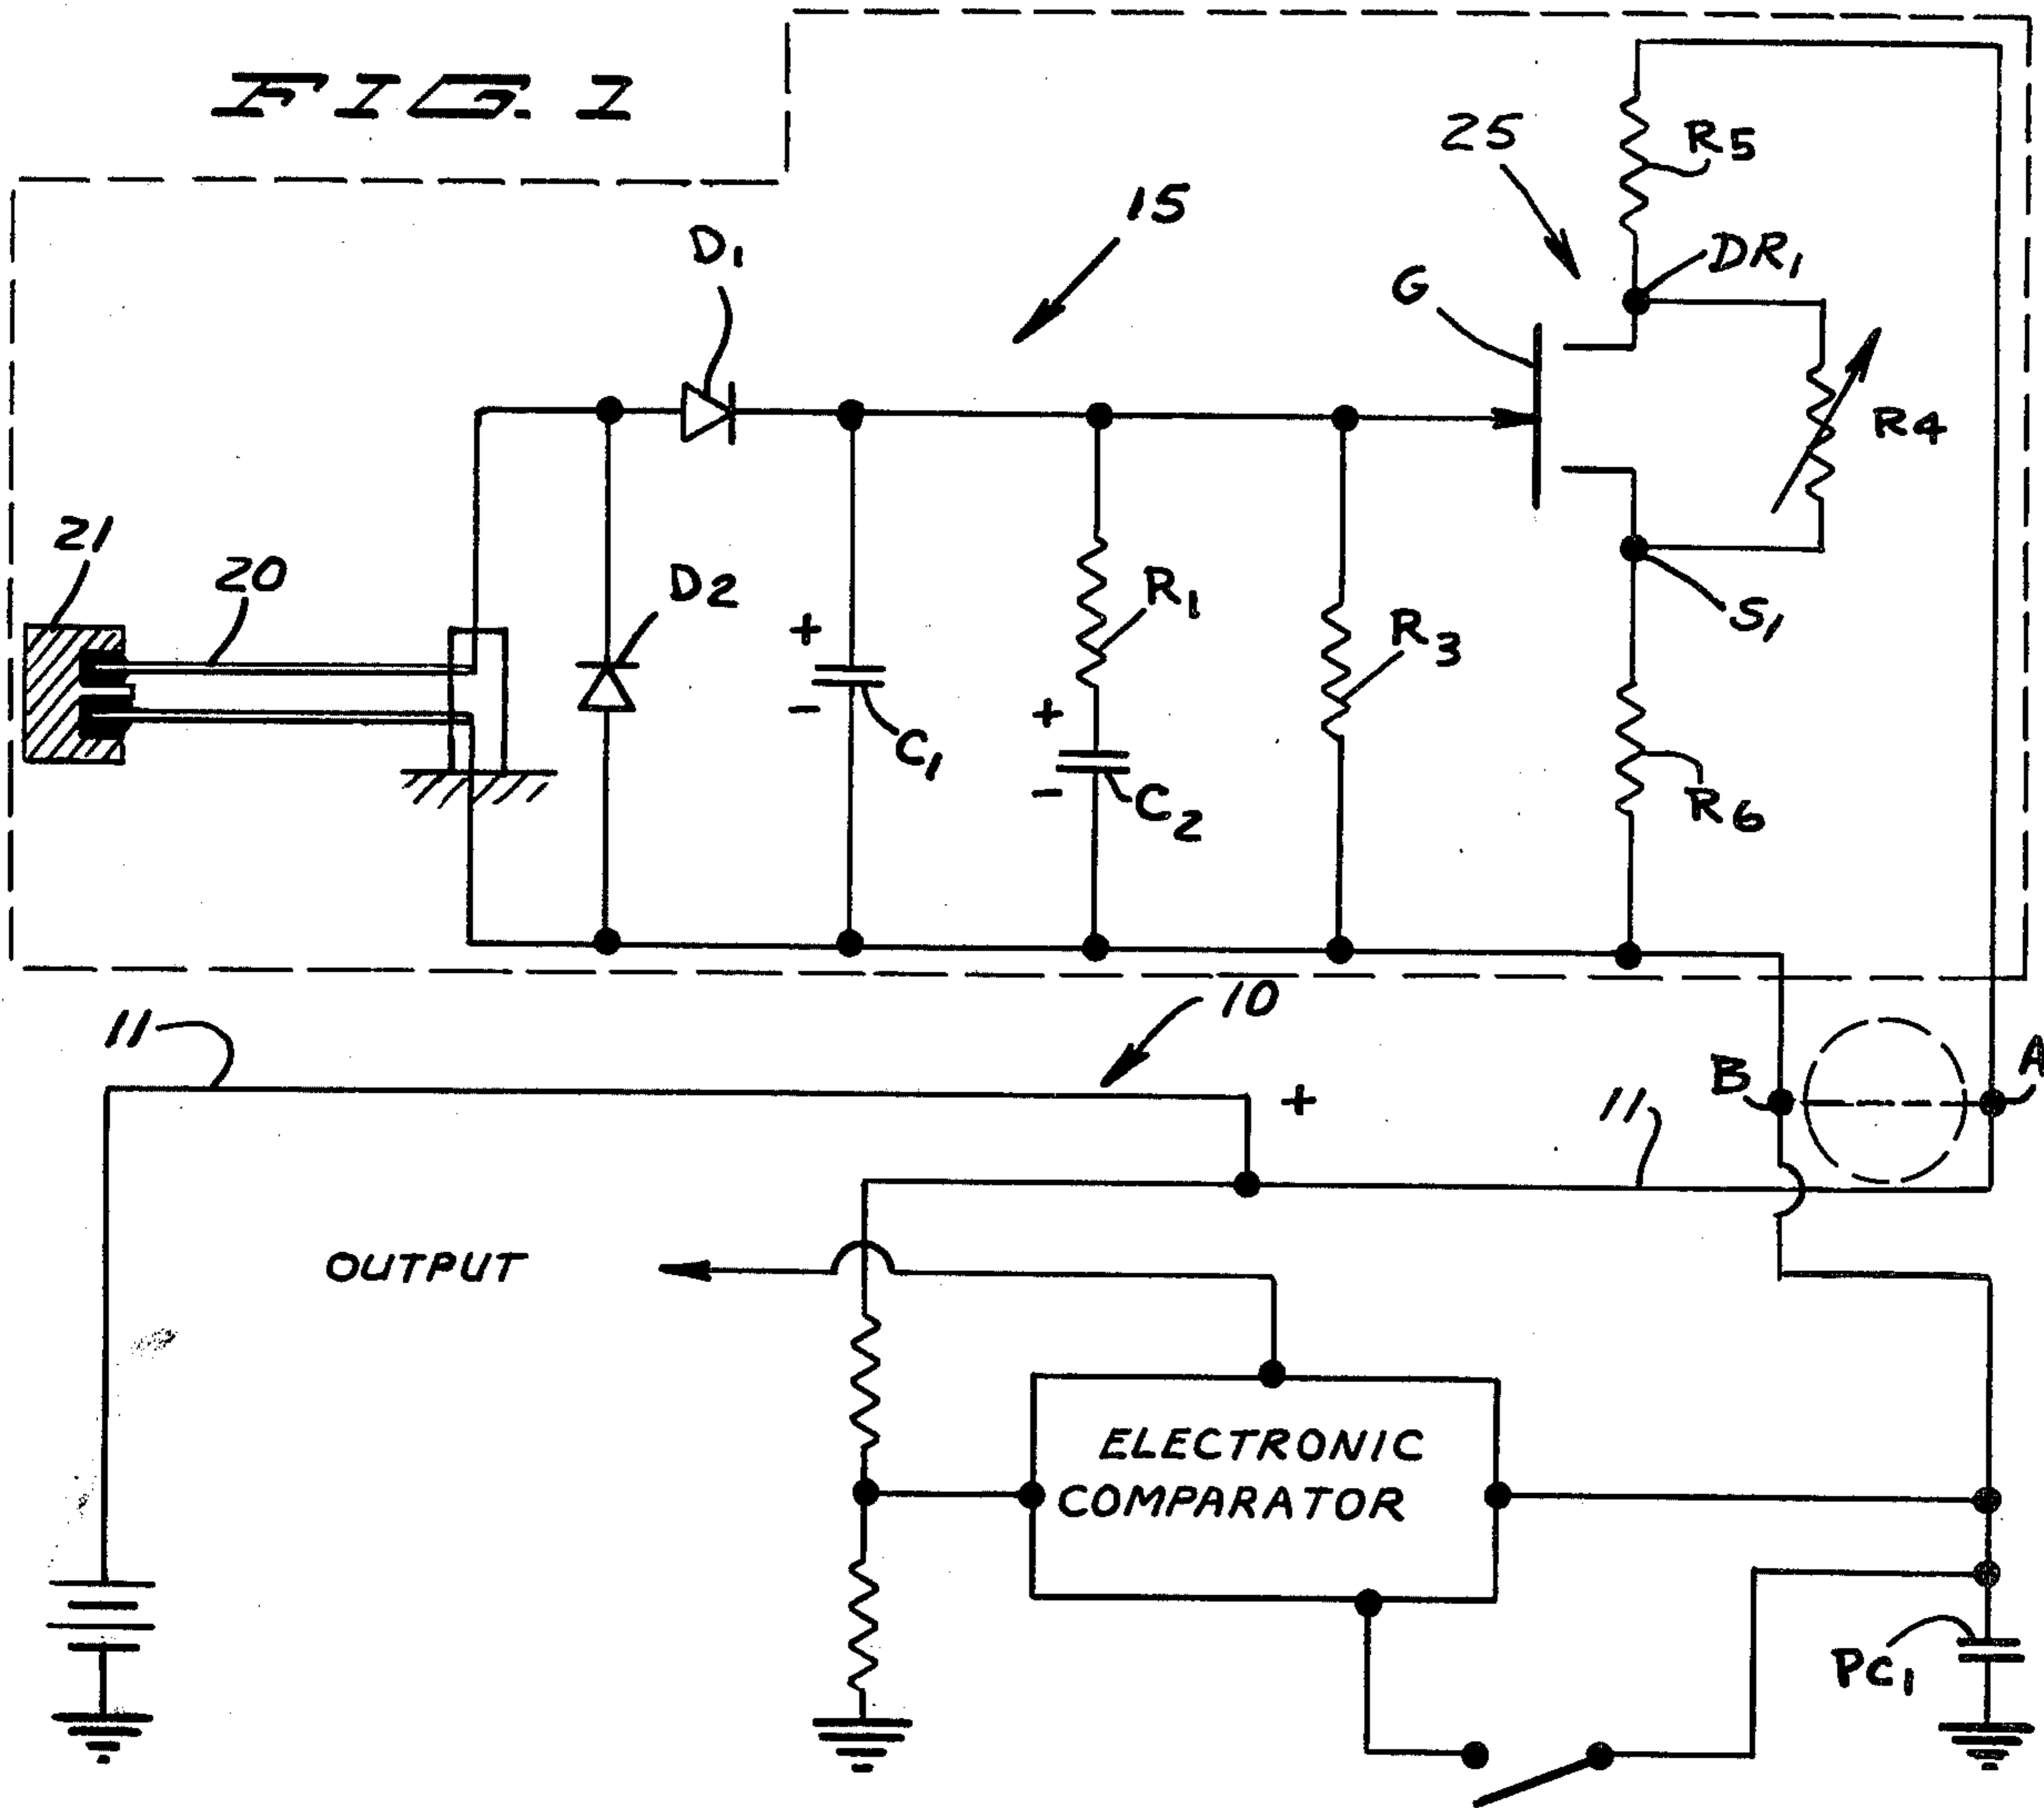 FIG. 1
25
R5
15
D1
DR1
G
R4
21
20
D2
R1
R3
S1
+
-
C1
+
-
C2
R6
10
11
B
A
+
11
OUTPUT
ELECTRONIC
COMPARATOR
PC1